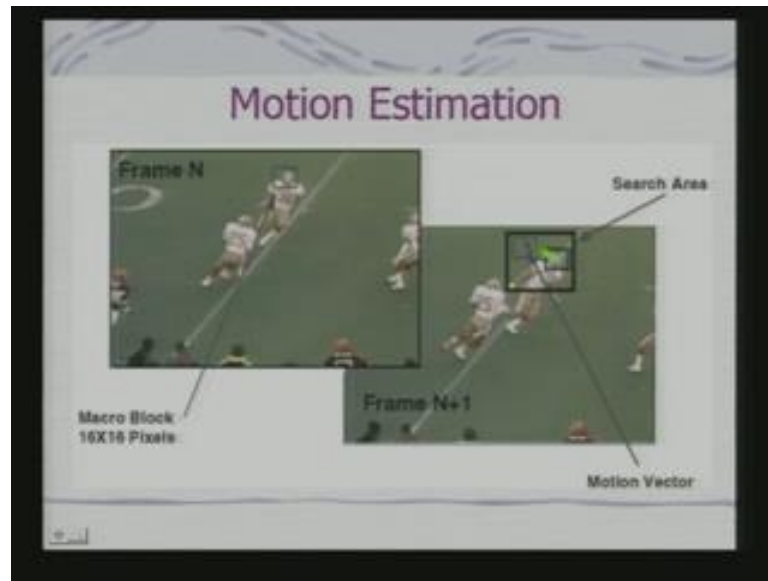 Motion Estimation
Frame N
Search Area
Frame N+1
Macro Block
16X16 Pixels
Motion Vector